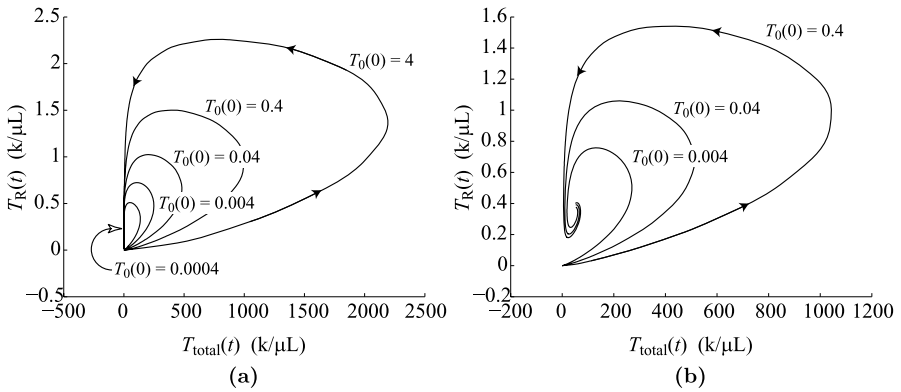 2.5
2
1.5
1
0.5
0
−0.5
T_R(t) (k/μL)
T_0(0) = 4
T_0(0) = 0.4
T_0(0) = 0.04
T_0(0) = 0.004
T_0(0) = 0.0004
−500 0 500 1000 1500 2000 2500
T_total(t) (k/μL)
(a)
1.6
1.4
1.2
1
0.8
0.6
0.4
0.2
0
−0.2
T_R(t) (k/μL)
T_0(0) = 0.4
T_0(0) = 0.04
T_0(0) = 0.004
−200 0 200 400 600 800 1000 1200
T_total(t) (k/μL)
(b)